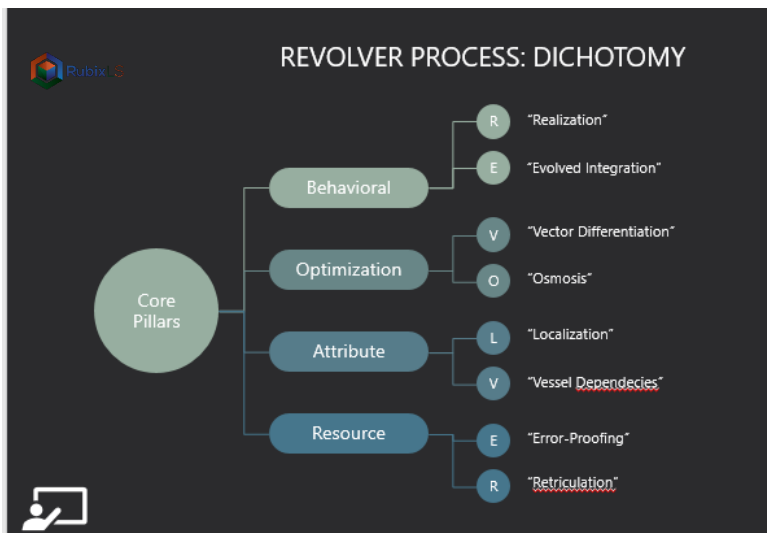 RubixLS
REVOLVER PROCESS: DICHOTOMY
Core
Pillars
Behavioral
R "Realization"
E "Evolved Integration"
Optimization
V "Vector Differentiation"
O "Osmosis"
Attribute
L "Localization"
V "Vessel Dependecies"
Resource
E "Error-Proofing"
R "Retriculation"